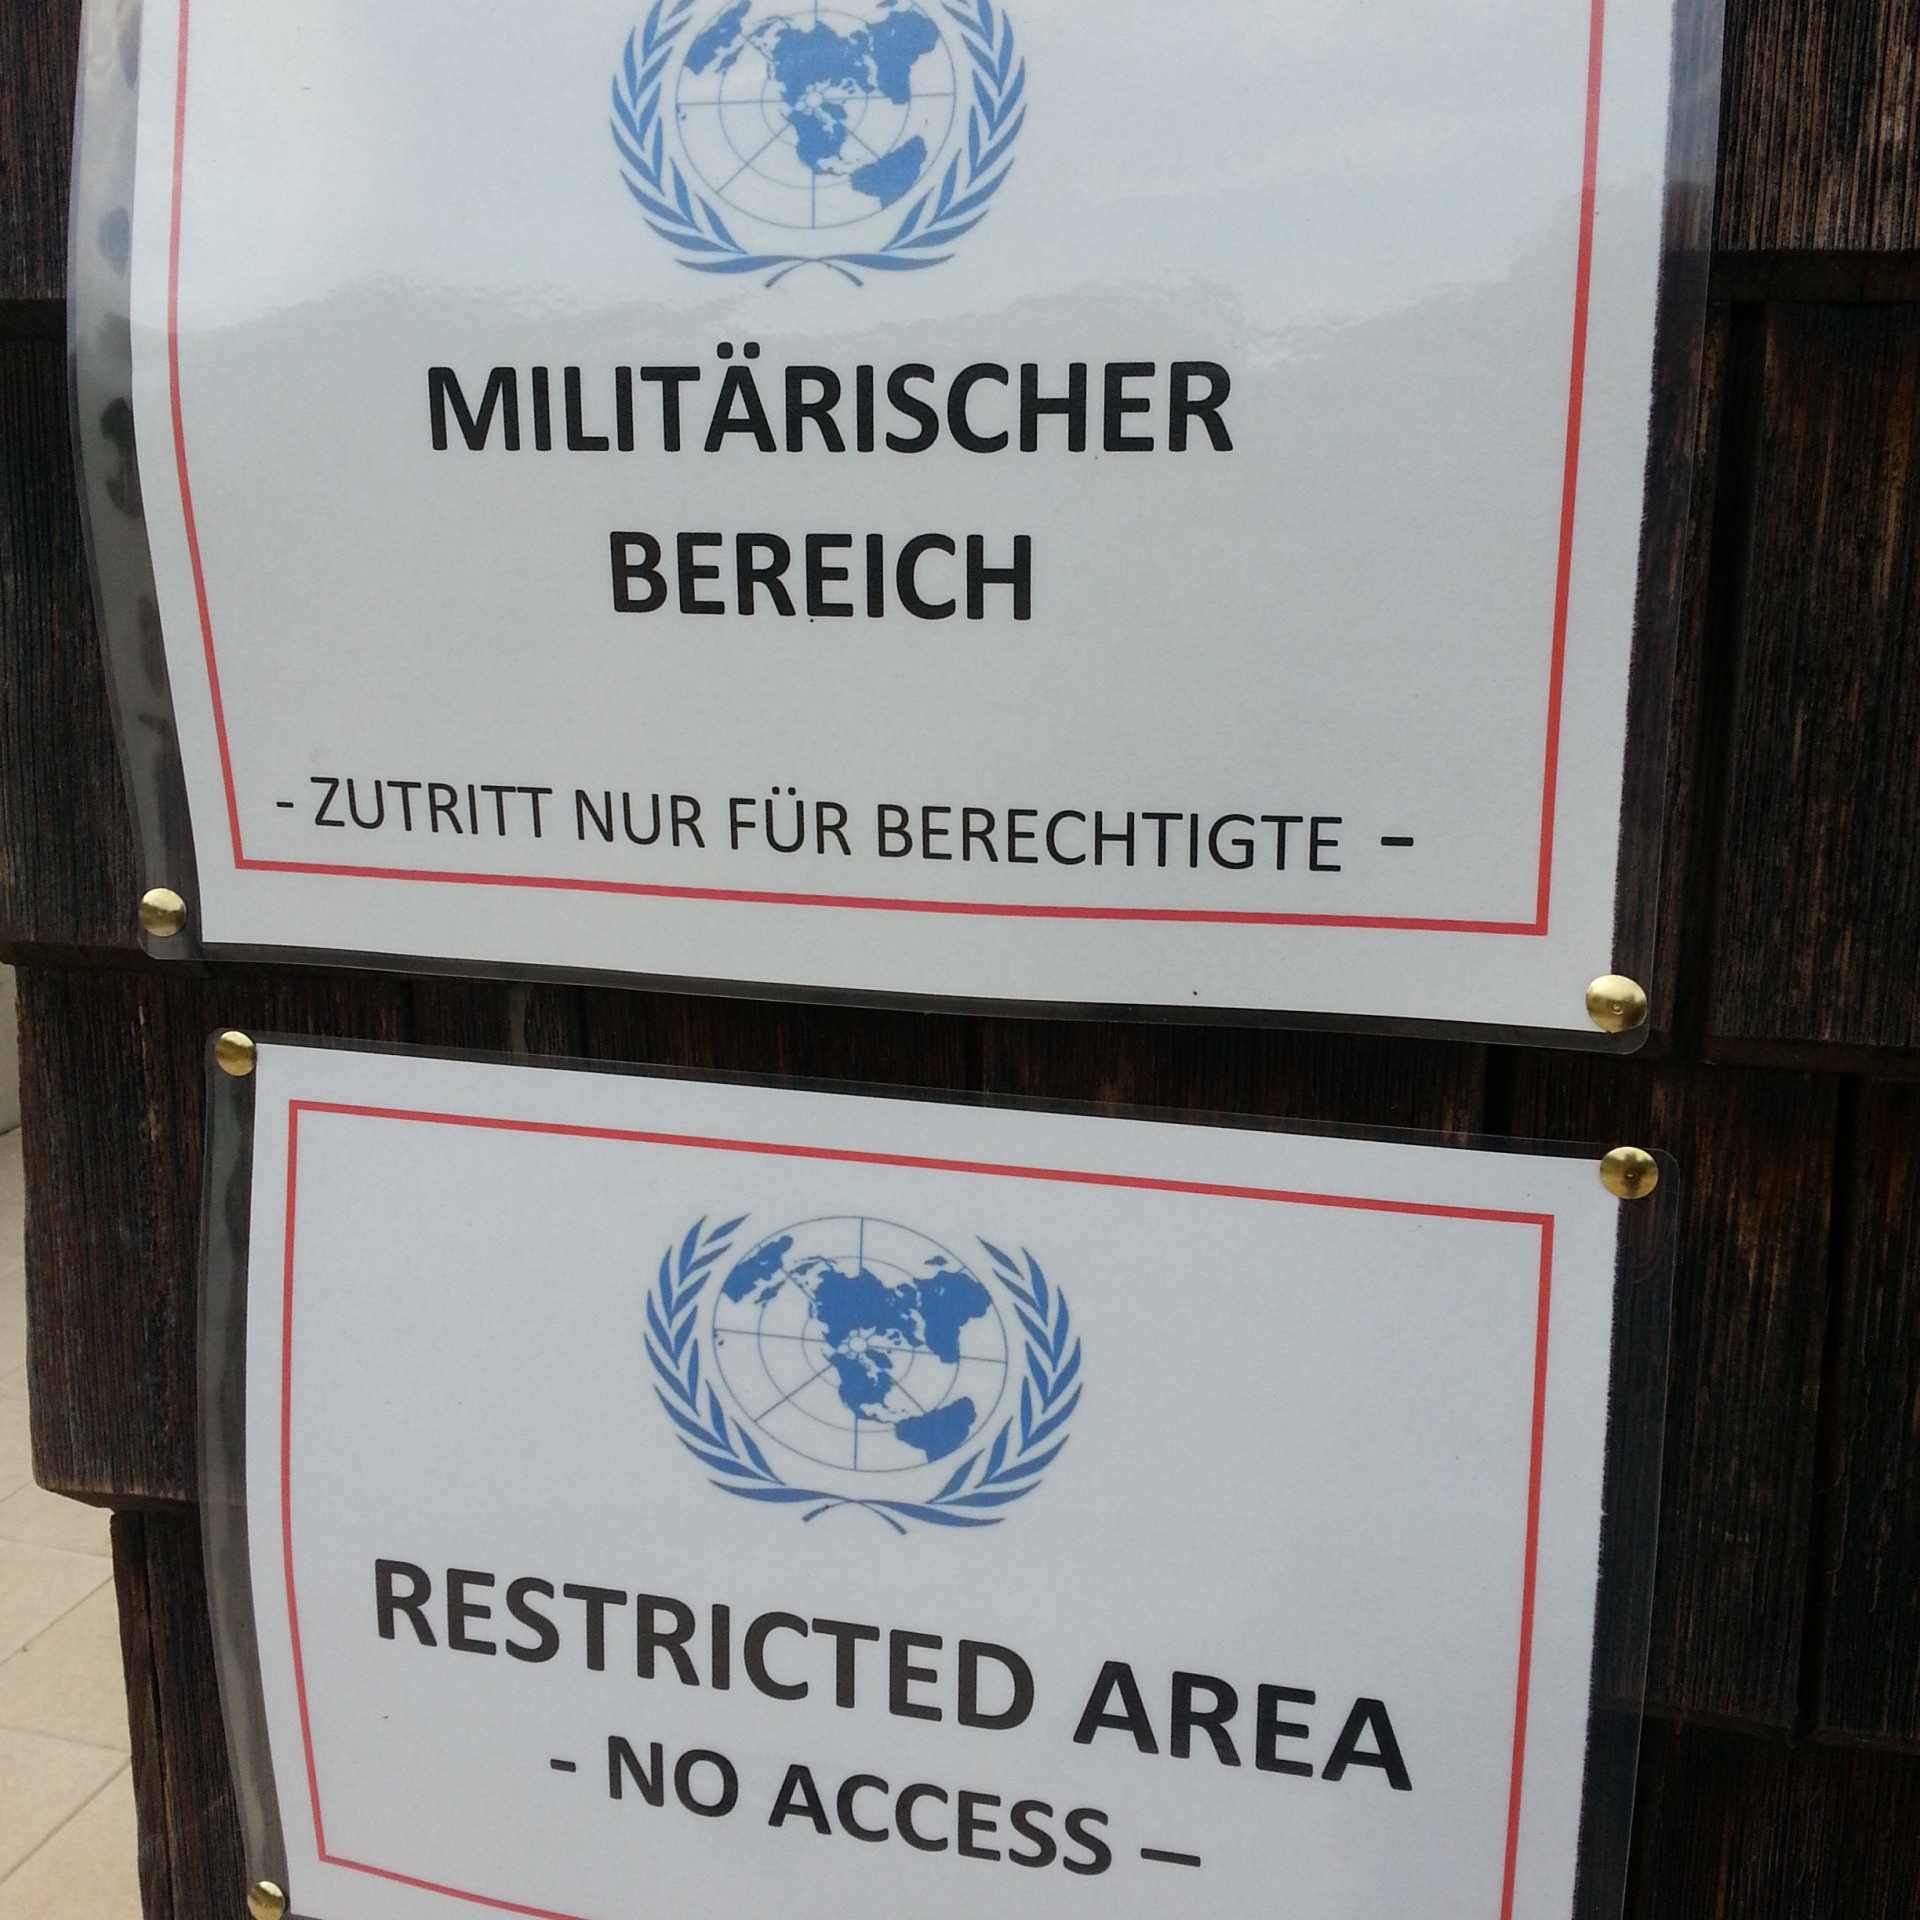 MILITÄRISCHER
BEREICH
- ZUTRITT NUR FÜR BERECHTIGTE -
RESTRICTED AREA
- NO ACCESS –